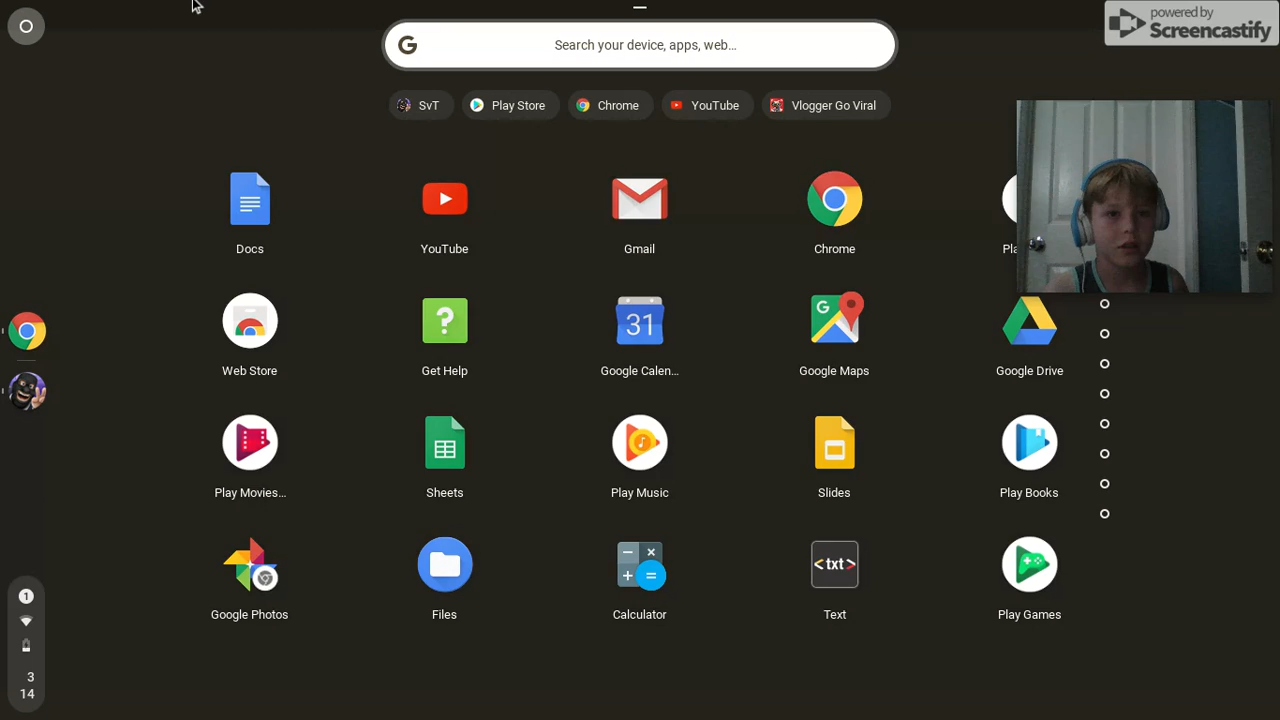 powered by
Screencastify
Search your device, apps, web...
SvT
Play Store
Chrome
YouTube
Vlogger Go Viral
Docs
YouTube
Gmail
Chrome
Web Store
Get Help
31
Google Calen...
Google Maps
Google Drive
Play Movies...
Sheets
Play Music
Slides
Play Books
<txt>
Google Photos
Files
Calculator
Text
Play Games
1
3
14